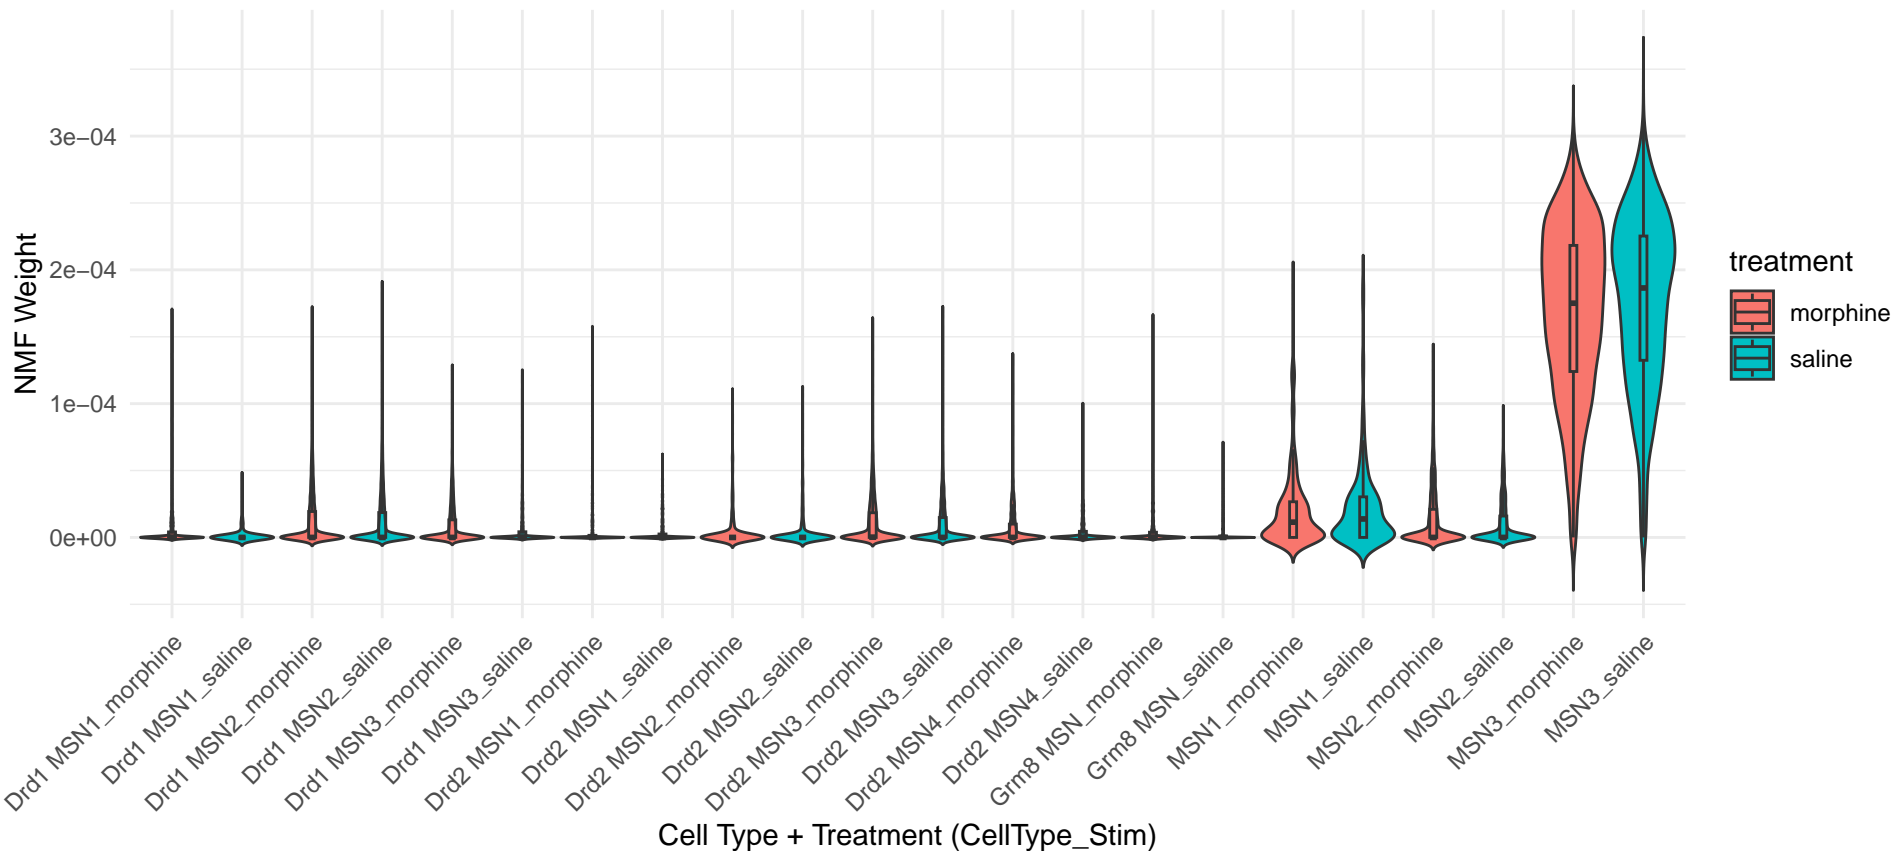 NMF Weight
3e−04
2e−04
1e−04
0e+00
Drd1 MSN1_morphine
Drd1 MSN1_saline
Drd1 MSN2_morphine
Drd1 MSN2_saline
Drd1 MSN3_morphine
Drd1 MSN3_saline
Drd2 MSN1_morphine
Drd2 MSN1_saline
Drd2 MSN2_morphine
Drd2 MSN2_saline
Drd2 MSN3_morphine
Drd2 MSN3_saline
Drd2 MSN4_morphine
Drd2 MSN4_saline
Grm8 MSN_morphine
Grm8 MSN_saline
MSN1_morphine
MSN1_saline
MSN2_morphine
MSN2_saline
MSN3_morphine
MSN3_saline
Cell Type + Treatment (CellType_Stim)
treatment
morphine
saline